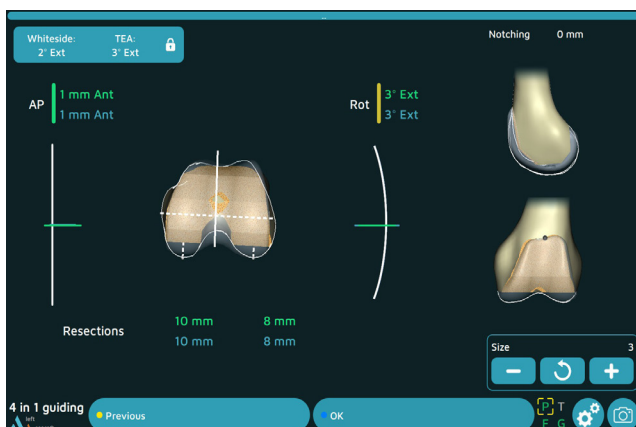 Whiteside: TEA:
2° Ext 3° Ext
Notching 0 mm
AP 1 mm Ant
1 mm Ant
Rot 3° Ext
3° Ext
Resections 10 mm 8 mm
10 mm 8 mm
Size 3
4 in 1 guiding
left
Previous
OK
P T
F G